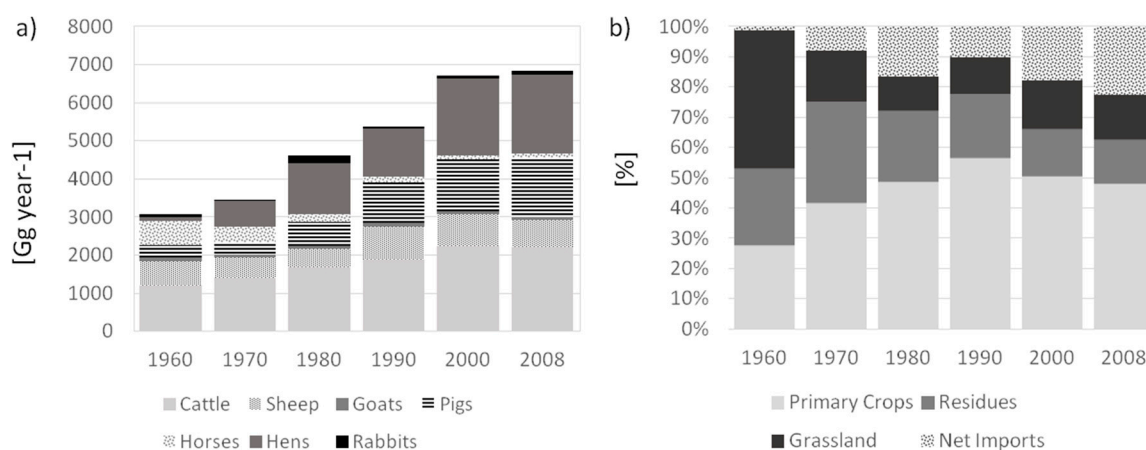 a)
[Gg year-1]
8000
7000
6000
5000
4000
3000
2000
1000
0
1960 1970 1980 1990 2000 2008
Cattle Sheep Goats Pigs
Horses Hens Rabbits
b)
[%]
100%
90%
80%
70%
60%
50%
40%
30%
20%
10%
0%
1960 1970 1980 1990 2000 2008
Primary Crops Residues
Grassland Net Imports